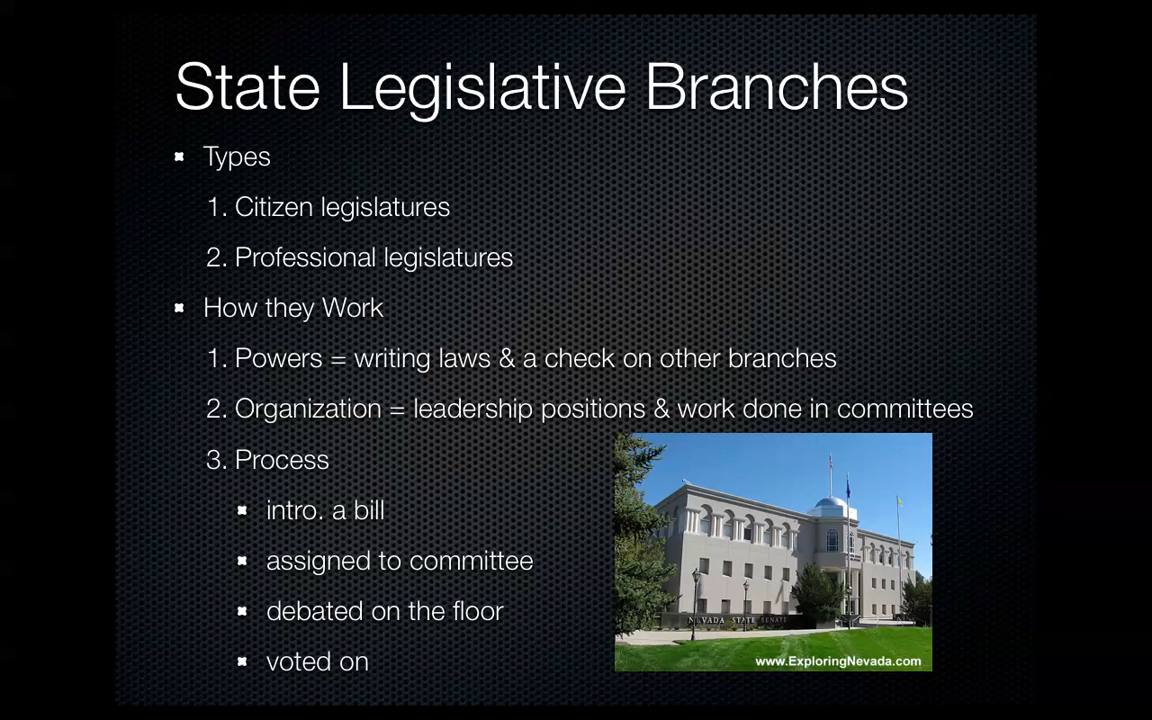 State Legislative Branches
Types
1. Citizen legislatures
2. Professional legislatures
How they Work
1. Powers = writing laws & a check on other branches
2. Organization = leadership positions & work done in committees
3. Process
intro. a bill
assigned to committee
debated on the floor
voted on
NEVADA STATE SENATE
www.ExploringNevada.com